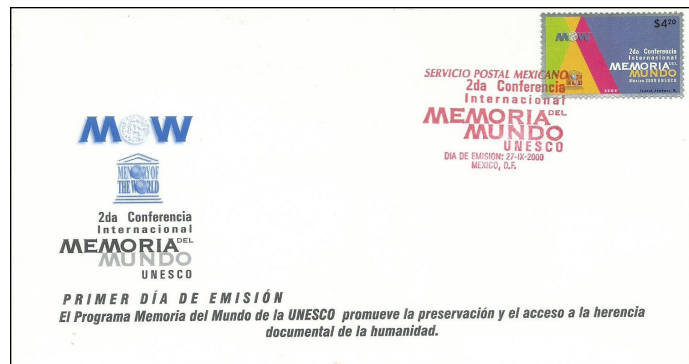 $4.20
MOW
2da Conferencia
Internacional
MEMORIA DEL
MUNDO
México 2000 UNESCO
SERVICIO POSTAL MEXICANO
2da Conferencia
Internacional
MEMORIA DEL
MUNDO
UNESCO
DIA DE EMISION: 27-IX-2000
MEXICO, D.F.
MOW
MEMORY OF
THE WORLD
2da Conferencia
Internacional
MEMORIA DEL
MUNDO
UNESCO
PRIMER DÍA DE EMISIÓN
El Programa Memoria del Mundo de la UNESCO promueve la preservación y el acceso a la herencia
documental de la humanidad.